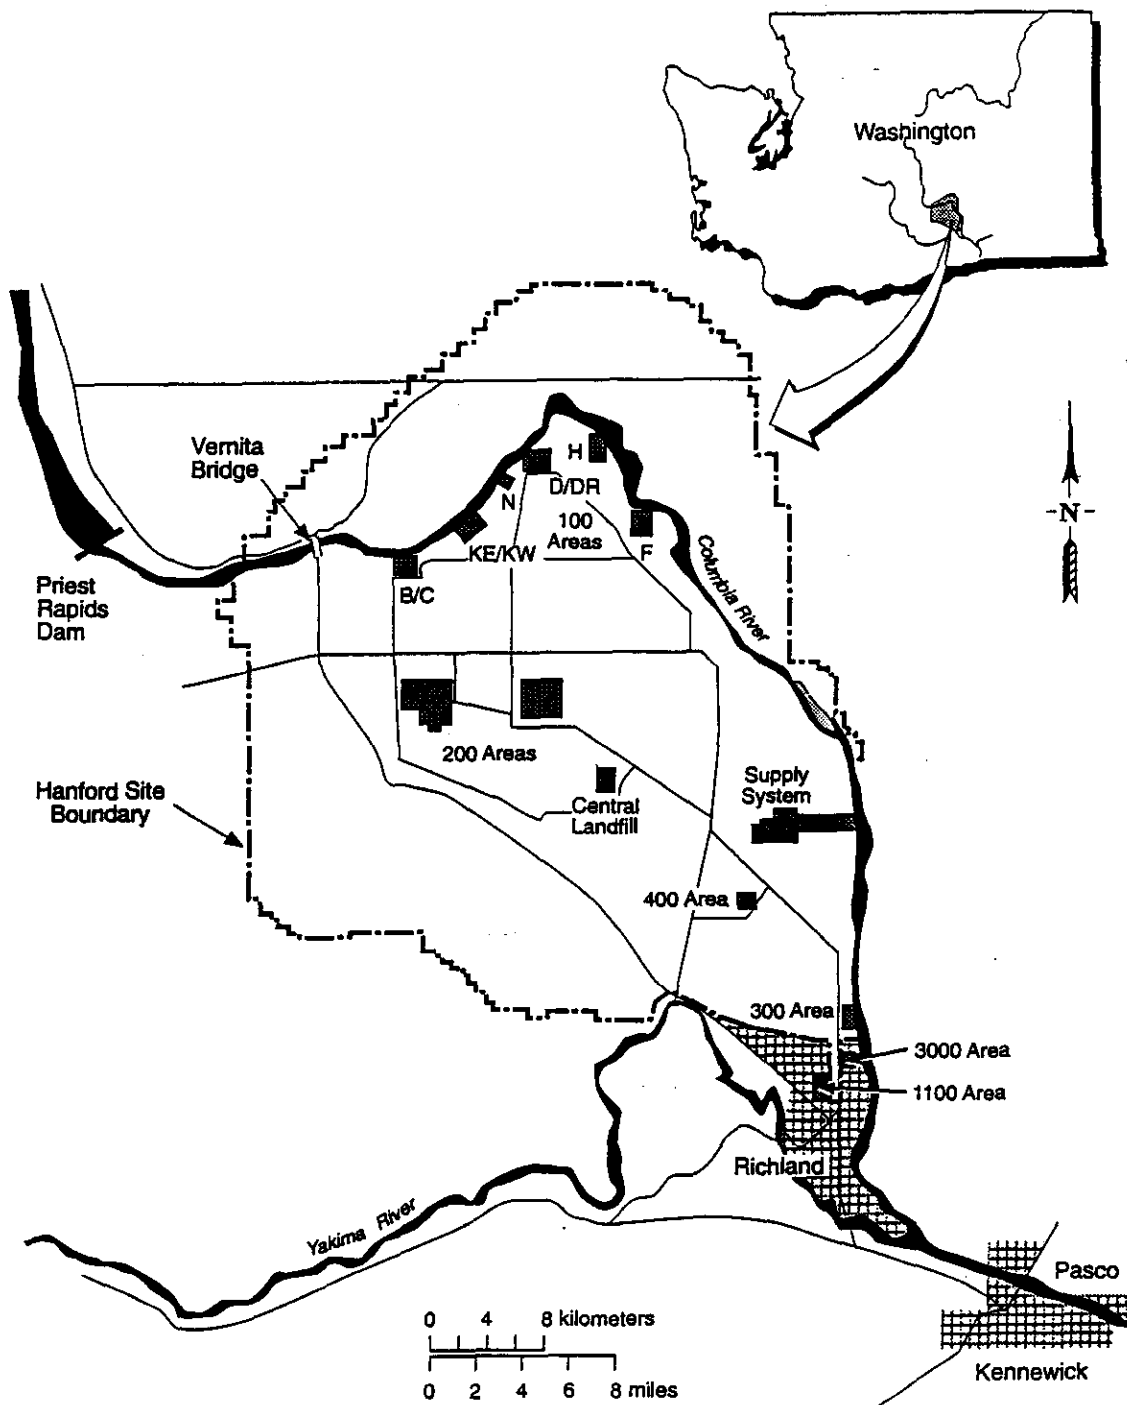 Washington
Vernita
Bridge
H
D/DR
N
100
Areas
KE/KW
F
B/C
Columbia River
N
Priest
Rapids
Dam
200 Areas
Hanford Site
Boundary
Supply
System
Central
Landfill
400 Area
300 Area
3000 Area
1100 Area
Richland
Yakima River
Pasco
Kennewick
0 4 8 kilometers
0 2 4 6 8 miles